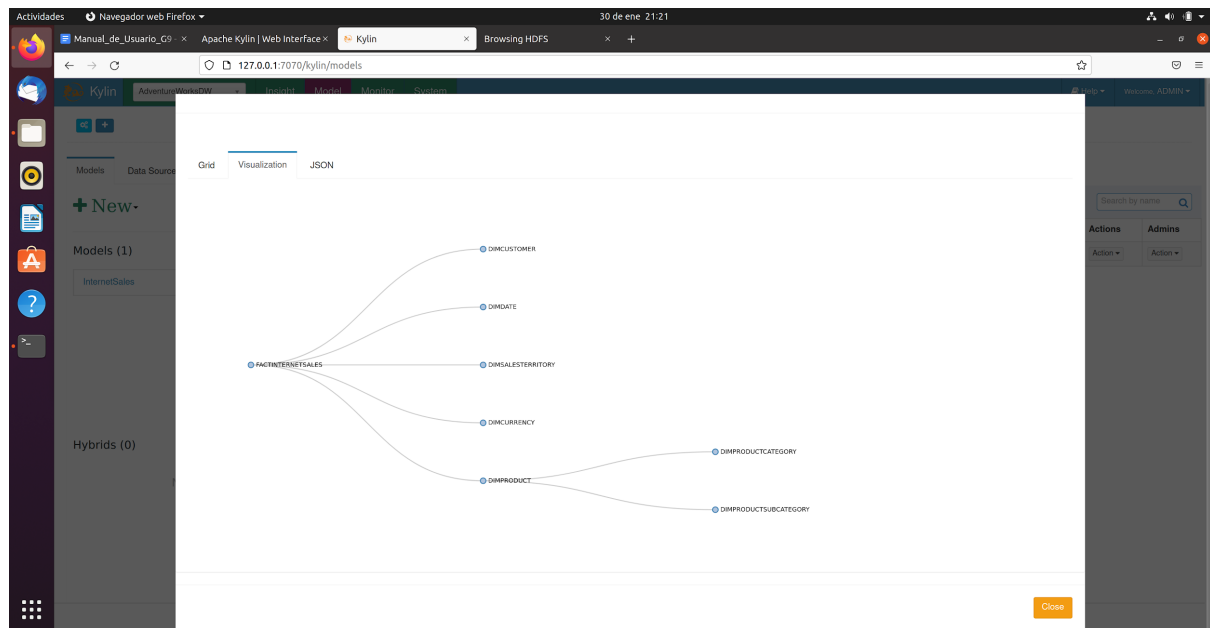 Actividades Navegador web Firefox 30 de ene 21:21
Manual_de_Usuario_G9 - × Apache Kylin | Web Interface × Kylin × Browsing HDFS × +
127.0.0.1:7070/kylin/models
Kylin AdventureWorksDW Insight Model Monitor System Help Welcome, ADMIN
Models Data Source
Grid Visualization JSON
+ New
Search by name
Actions Admins
Models (1)
Action Action
InternetSales
DIMCUSTOMER
DIMDATE
FACTINTERNETSALES
DIMSALESTERRITORY
DIMCURRENCY
Hybrids (0)
DIMPRODUCTCATEGORY
DIMPRODUCT
DIMPRODUCTSUBCATEGORY
Close